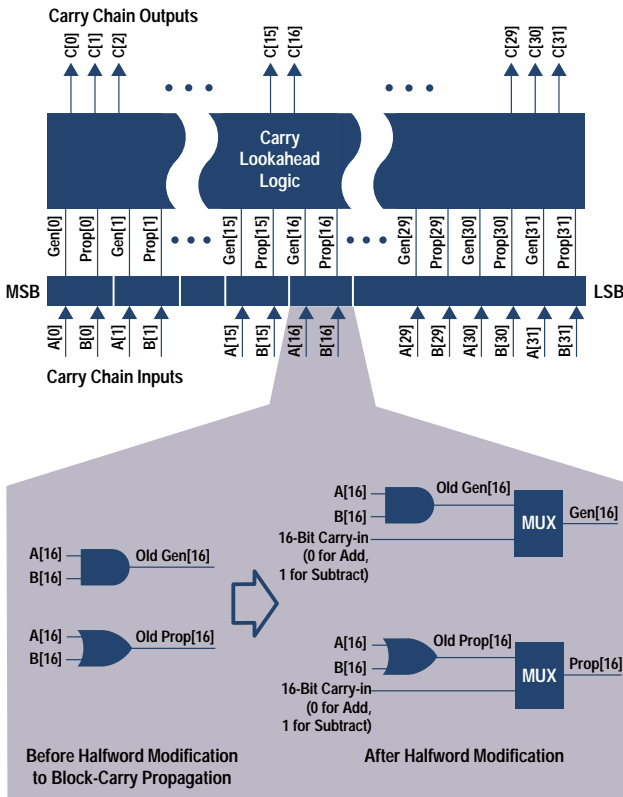 Carry Chain Outputs
C[0]
C[1]
C[2]
C[15]
C[16]
C[29]
C[30]
C[31]
Carry
Lookahead
Logic
Gen[0]
Prop[0]
Gen[1]
Prop[1]
Gen[15]
Prop[15]
Gen[16]
Prop[16]
Gen[29]
Prop[29]
Gen[30]
Prop[30]
Gen[31]
Prop[31]
MSB
LSB
A[0]
B[0]
A[1]
B[1]
A[15]
B[15]
A[16]
B[16]
A[29]
B[29]
A[30]
B[30]
A[31]
B[31]
Carry Chain Inputs
A[16]
B[16]
Old Gen[16]
A[16]
B[16]
Old Prop[16]
Before Halfword Modification
to Block-Carry Propagation
A[16]
B[16]
Old Gen[16]
16-Bit Carry-in
(0 for Add,
1 for Subtract)
MUX
Gen[16]
A[16]
B[16]
Old Prop[16]
16-Bit Carry-in
(0 for Add,
1 for Subtract)
MUX
Prop[16]
After Halfword Modification